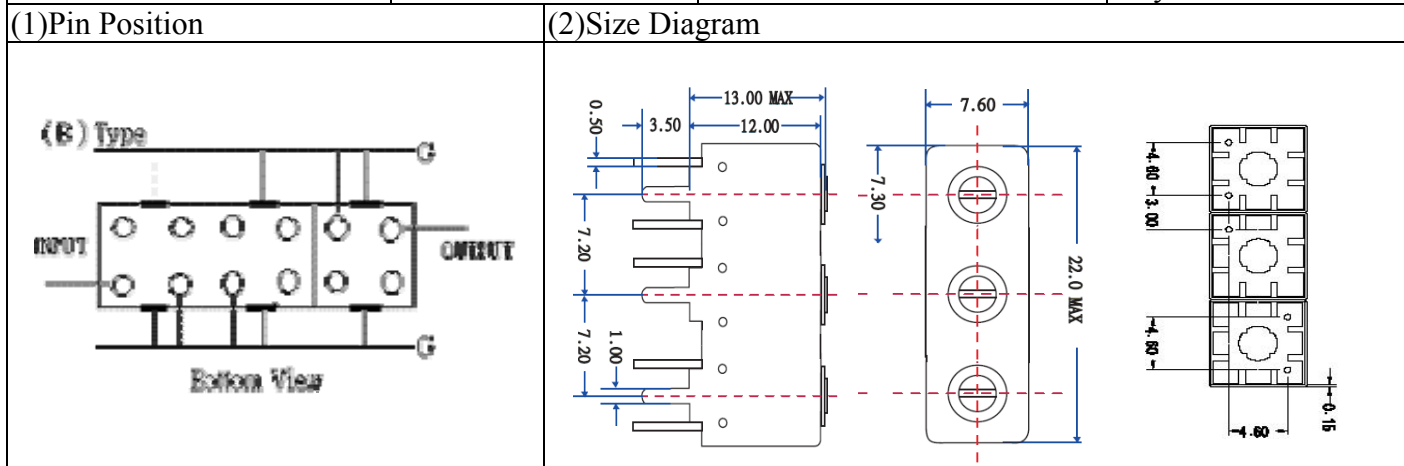 (1)Pin Position
(2)Size Diagram
(B) Type
G
INPUT
OUTPUT
G
Bottom View
13.00 MAX
0.50
3.50
12.00
7.20
7.20
1.00
7.60
7.30
22.0 MAX
4.60
3.00
4.60
0.15
4.60